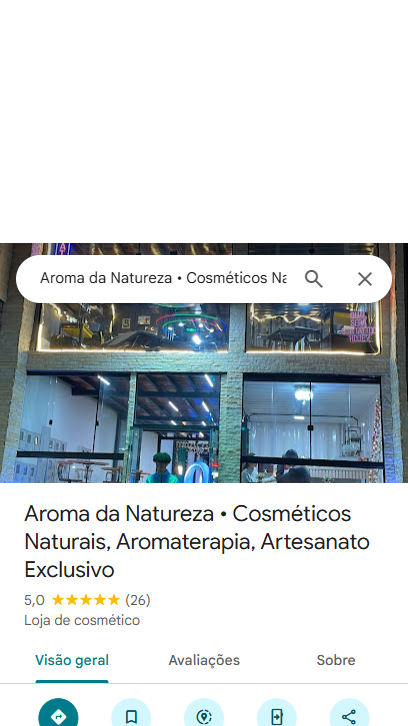 Aroma da Natureza • Cosméticos Na
Aroma da Natureza • Cosméticos
Naturais, Aromaterapia, Artesanato
Exclusivo
5,0 ★★★★★ (26)
Loja de cosmético
Visão geral
Avaliações
Sobre